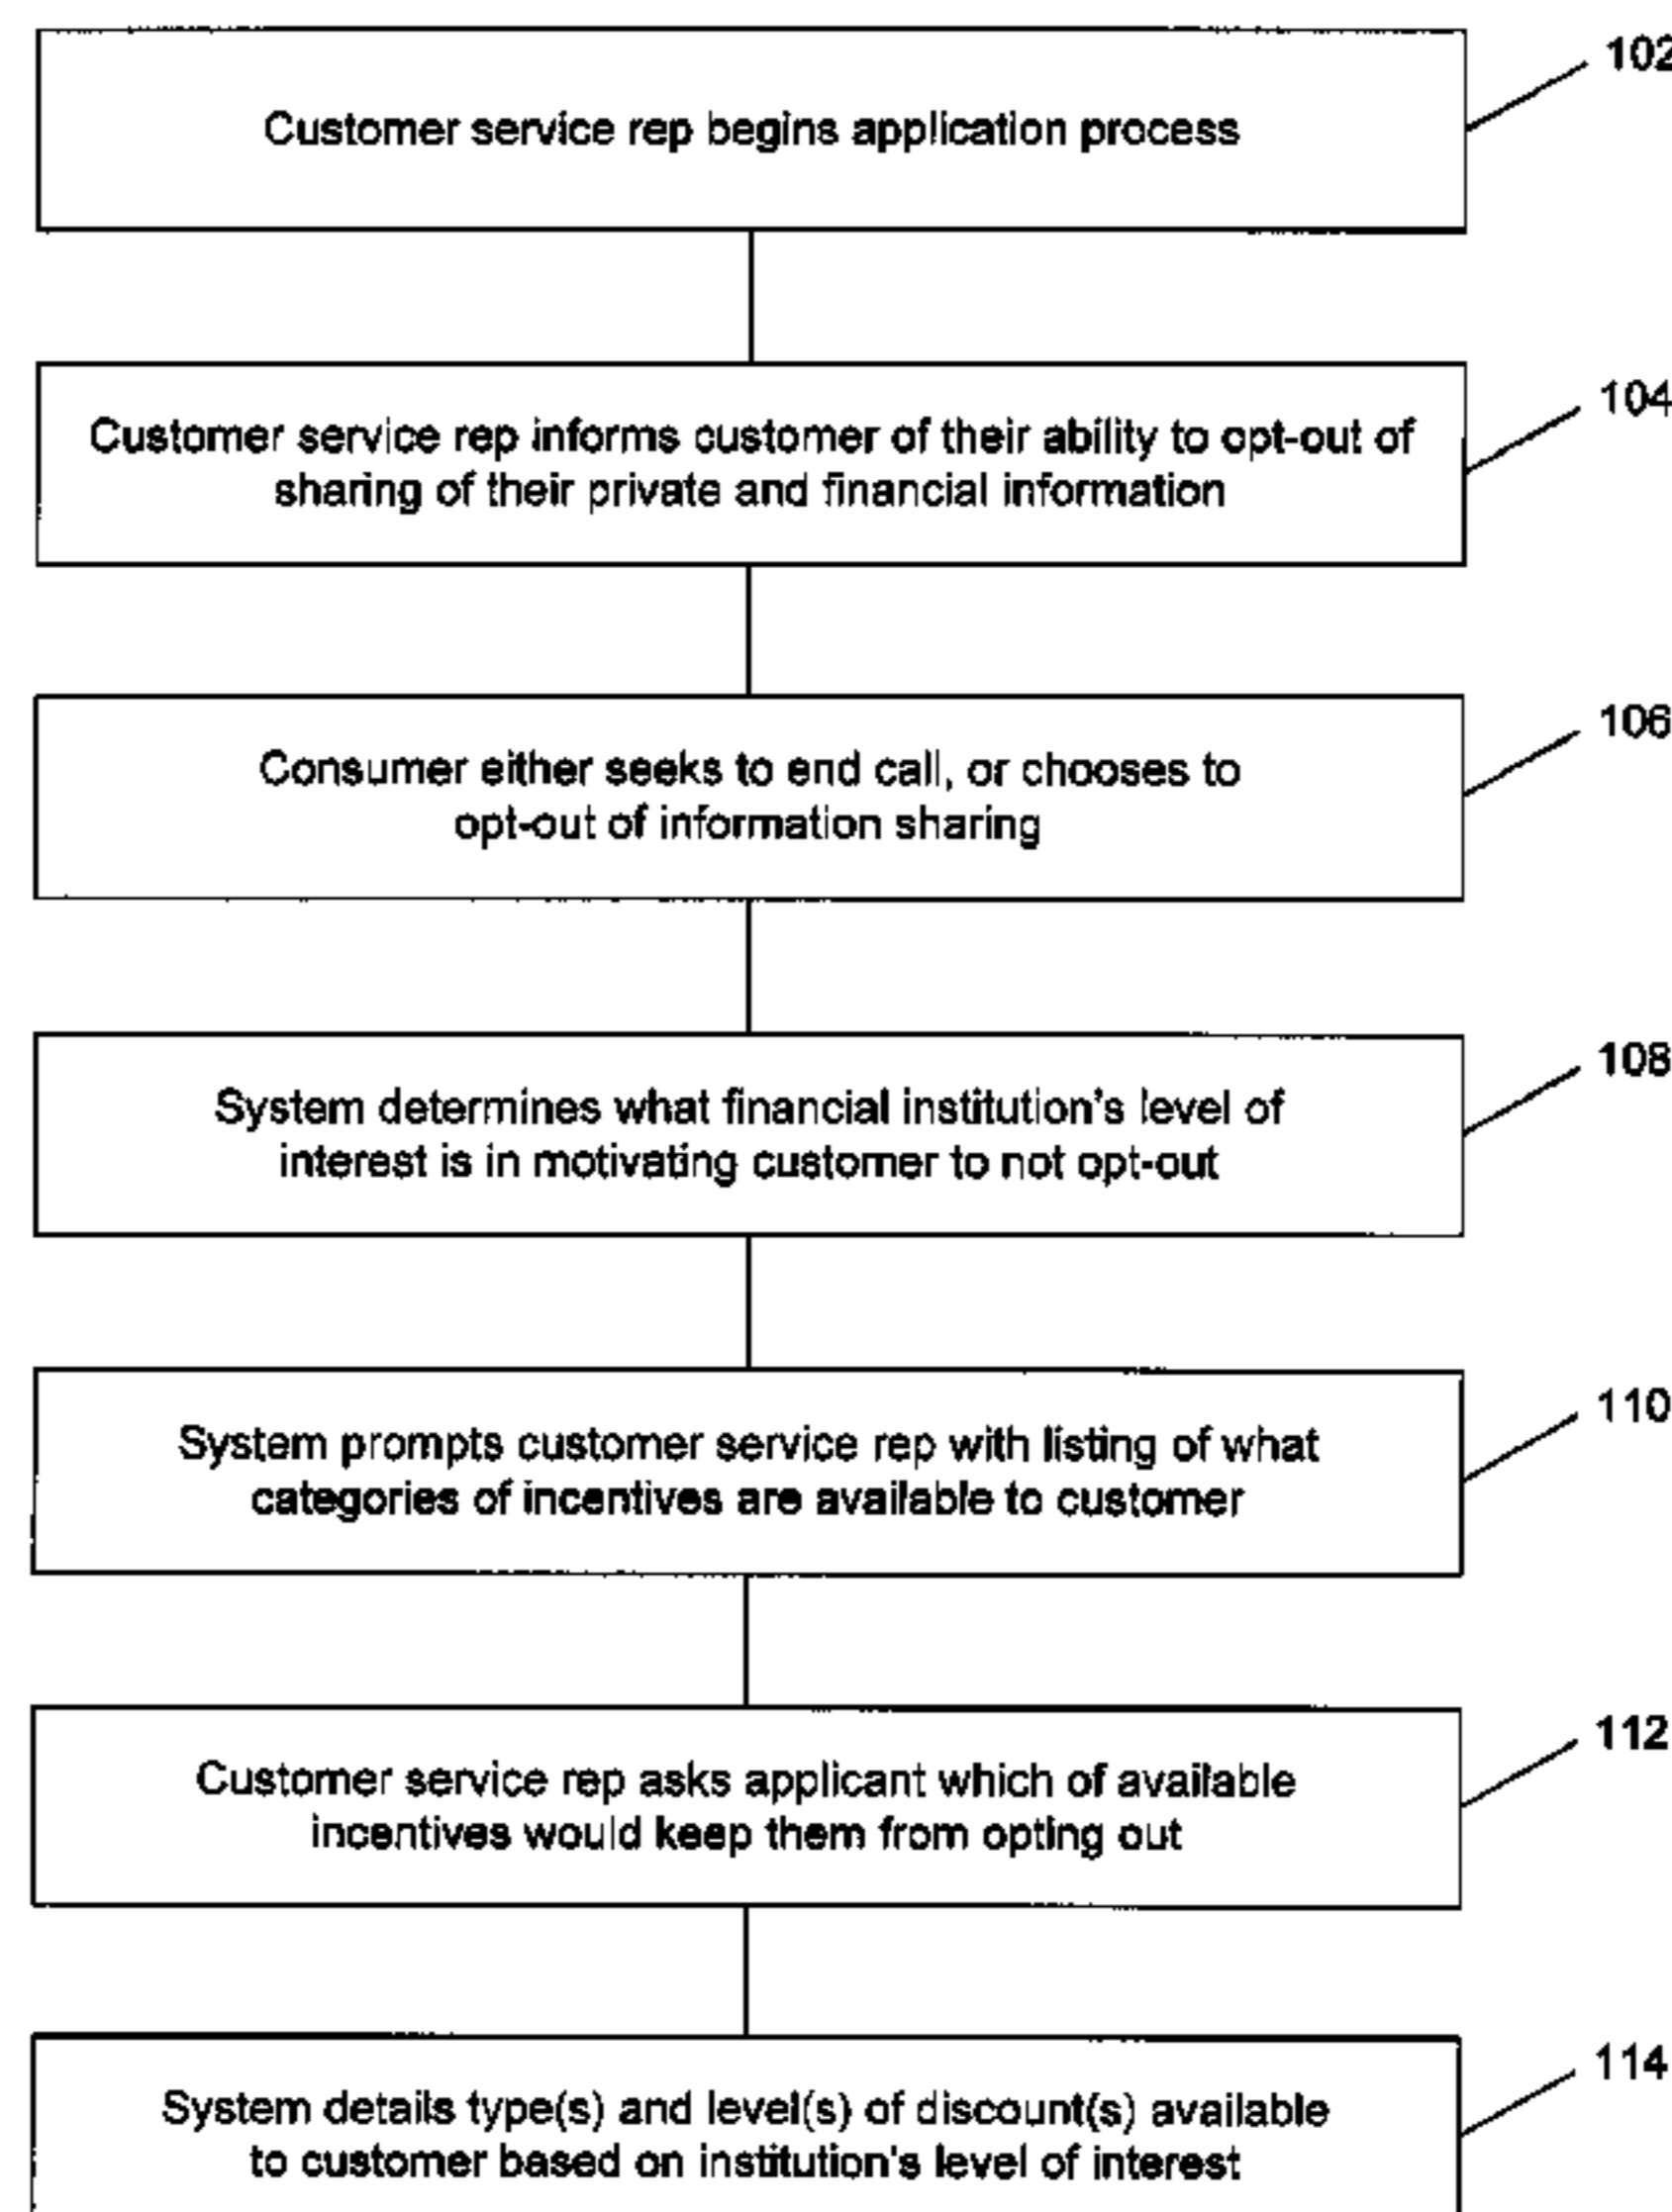 102
Customer service rep begins application process
104
Customer service rep informs customer of their ability to opt-out of
sharing of their private and financial information
106
Consumer either seeks to end call, or chooses to
opt-out of information sharing
108
System determines what financial institution's level of
interest is in motivating customer to not opt-out
110
System prompts customer service rep with listing of what
categories of incentives are available to customer
112
Customer service rep asks applicant which of available
incentives would keep them from opting out
114
System details type(s) and level(s) of discount(s) available
to customer based on institution's level of interest